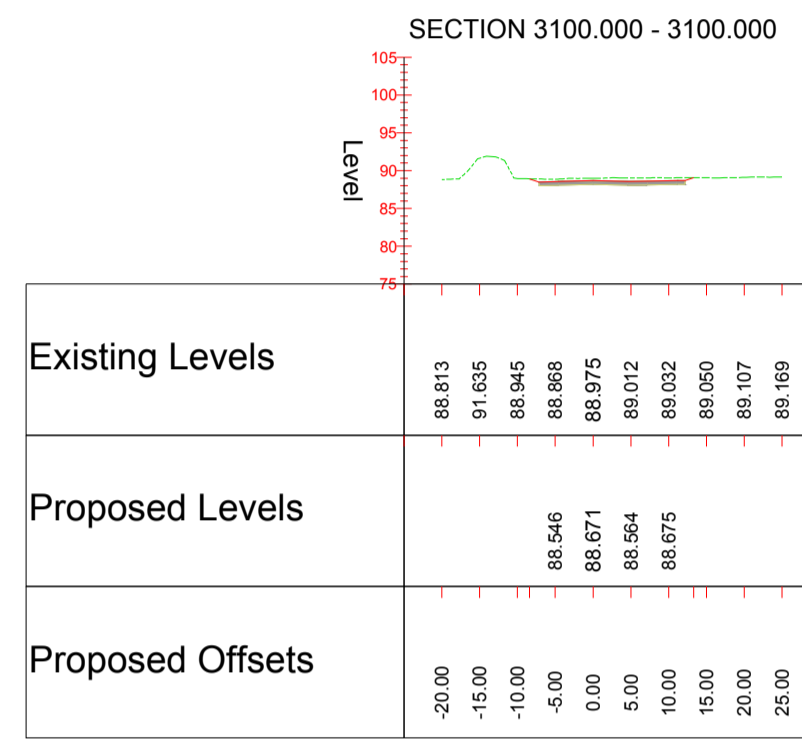 SECTION 3100.000 - 3100.000
105
100
95
90
85
80
75
Level
Existing Levels
88.813 91.635 88.945 88.868 88.975 89.012 89.032 89.050 89.107 89.169
Proposed Levels
88.546 88.671 88.564 88.675
Proposed Offsets
-20.00 -15.00 -10.00 -5.00 0.00 5.00 10.00 15.00 20.00 25.00